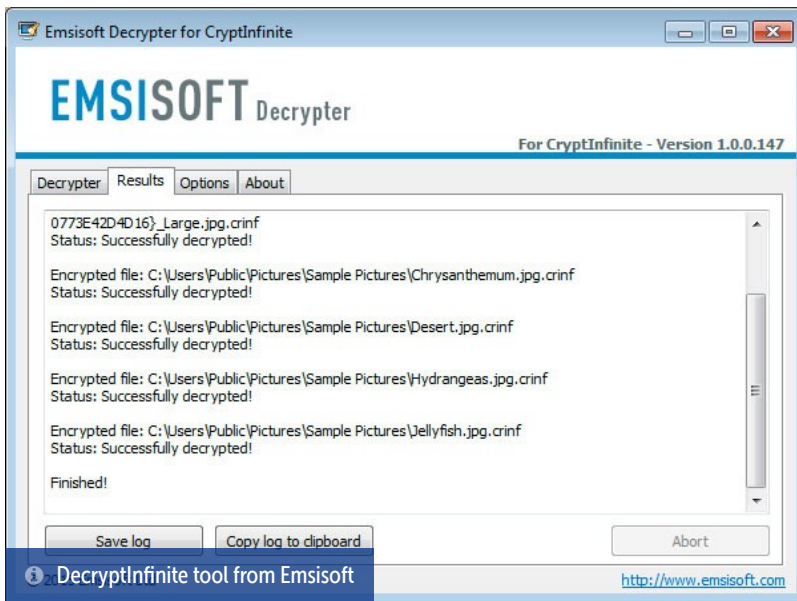 Emsisoft Decrypter for CryptInfinite
EMSISOFT Decrypter
For CryptInfinite - Version 1.0.0.147
Decrypter Results Options About
0773E42D4D16}_Large.jpg.crinf
Status: Successfully decrypted!
Encrypted file: C:\Users\Public\Pictures\Sample Pictures\Chrysanthemum.jpg.crinf
Status: Successfully decrypted!
Encrypted file: C:\Users\Public\Pictures\Sample Pictures\Desert.jpg.crinf
Status: Successfully decrypted!
Encrypted file: C:\Users\Public\Pictures\Sample Pictures\Hydrangeas.jpg.crinf
Status: Successfully decrypted!
Encrypted file: C:\Users\Public\Pictures\Sample Pictures\Jellyfish.jpg.crinf
Status: Successfully decrypted!
Finished!
Save log Copy log to clipboard Abort
DecryptInfinite tool from Emsisoft
http://www.emsisoft.com